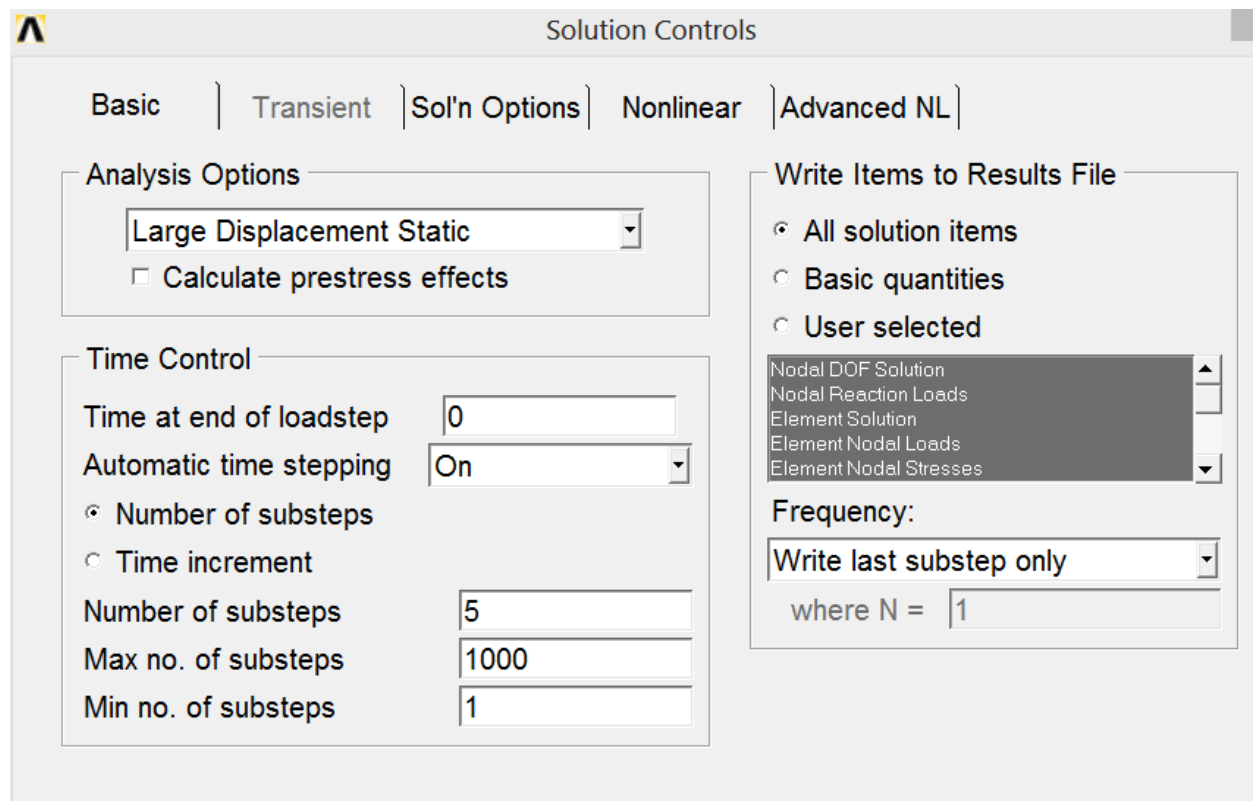 Solution Controls
Basic
Transient
Sol'n Options
Nonlinear
Advanced NL
Analysis Options
Large Displacement Static
Calculate prestress effects
Time Control
Time at end of loadstep 0
Automatic time stepping On
Number of substeps
Time increment
Number of substeps 5
Max no. of substeps 1000
Min no. of substeps 1
Write Items to Results File
All solution items
Basic quantities
User selected
Nodal DOF Solution
Nodal Reaction Loads
Element Solution
Element Nodal Loads
Element Nodal Stresses
Frequency:
Write last substep only
where N = 1